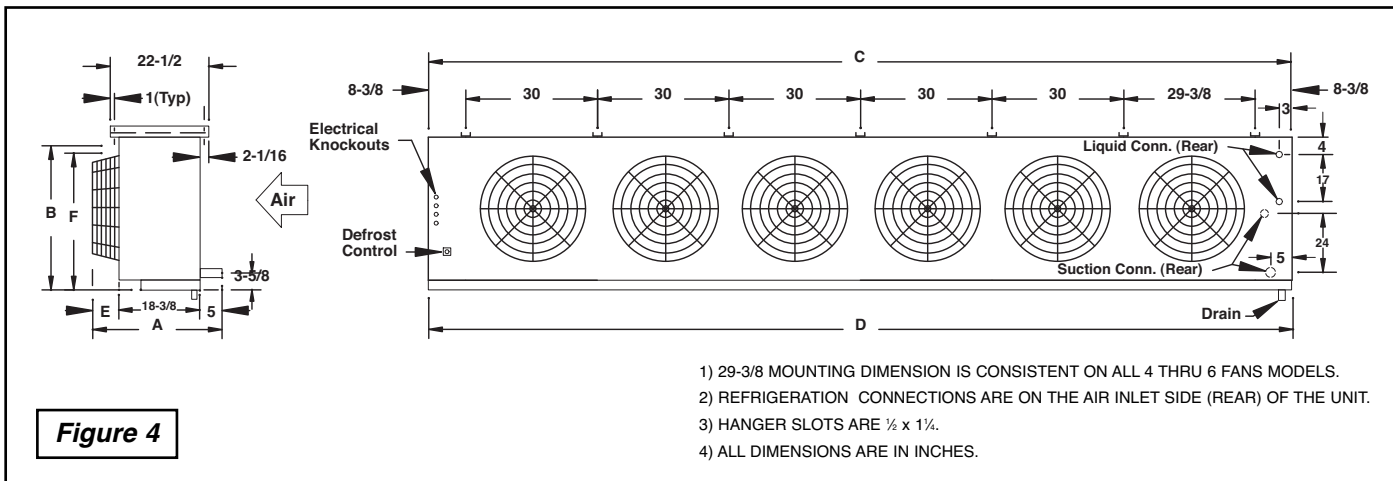 22-1/2
1(Typ)
2-1/16
B
F
Air
3-5/8
E
18-3/8
5
A
C
8-3/8
30
30
30
30
30
29-3/8
8-3/8
3
Electrical
Knockouts
Liquid Conn. (Rear)
4
17
Defrost
Control
24
5
Suction Conn. (Rear)
Drain
D
1) 29-3/8 MOUNTING DIMENSION IS CONSISTENT ON ALL 4 THRU 6 FANS MODELS.
2) REFRIGERATION CONNECTIONS ARE ON THE AIR INLET SIDE (REAR) OF THE UNIT.
3) HANGER SLOTS ARE ½ x 1¼.
4) ALL DIMENSIONS ARE IN INCHES.
Figure 4